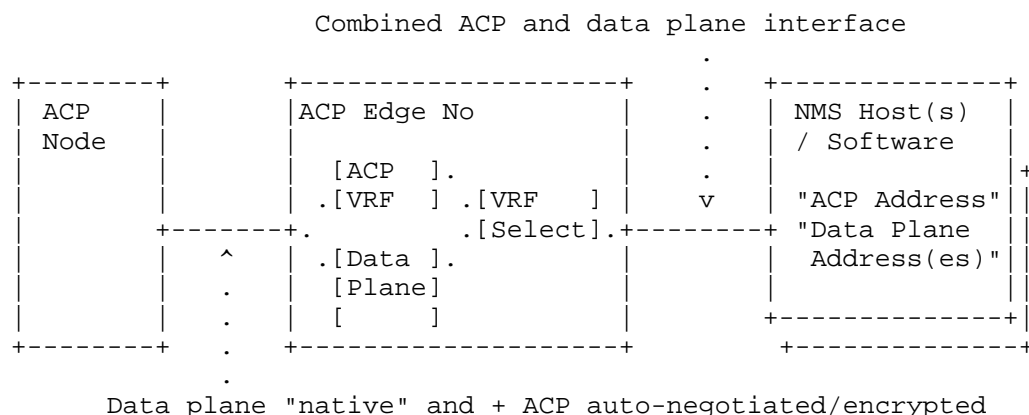 Combined ACP and data plane interface
ACP
Node
ACP Edge No
NMS Host(s)
/ Software
[ACP ].
.[VRF ] .[VRF ]
.[Select].
.[Data ].
[Plane]
[ ]
v
^
"ACP Address"
"Data Plane
Address(es)"
Data plane "native" and + ACP auto-negotiated/encrypted